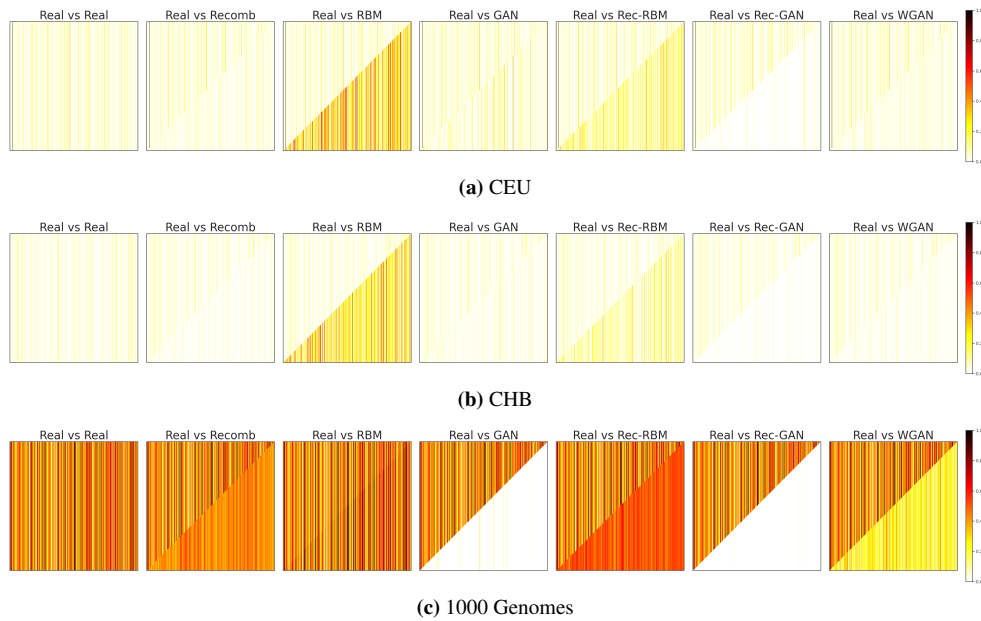 Real vs Real Real vs Recomb Real vs RBM Real vs GAN Real vs Rec-RBM Real vs Rec-GAN Real vs WGAN
(a) CEU
Real vs Real Real vs Recomb Real vs RBM Real vs GAN Real vs Rec-RBM Real vs Rec-GAN Real vs WGAN
(b) CHB
Real vs Real Real vs Recomb Real vs RBM Real vs GAN Real vs Rec-RBM Real vs Rec-GAN Real vs WGAN
(c) 1000 Genomes